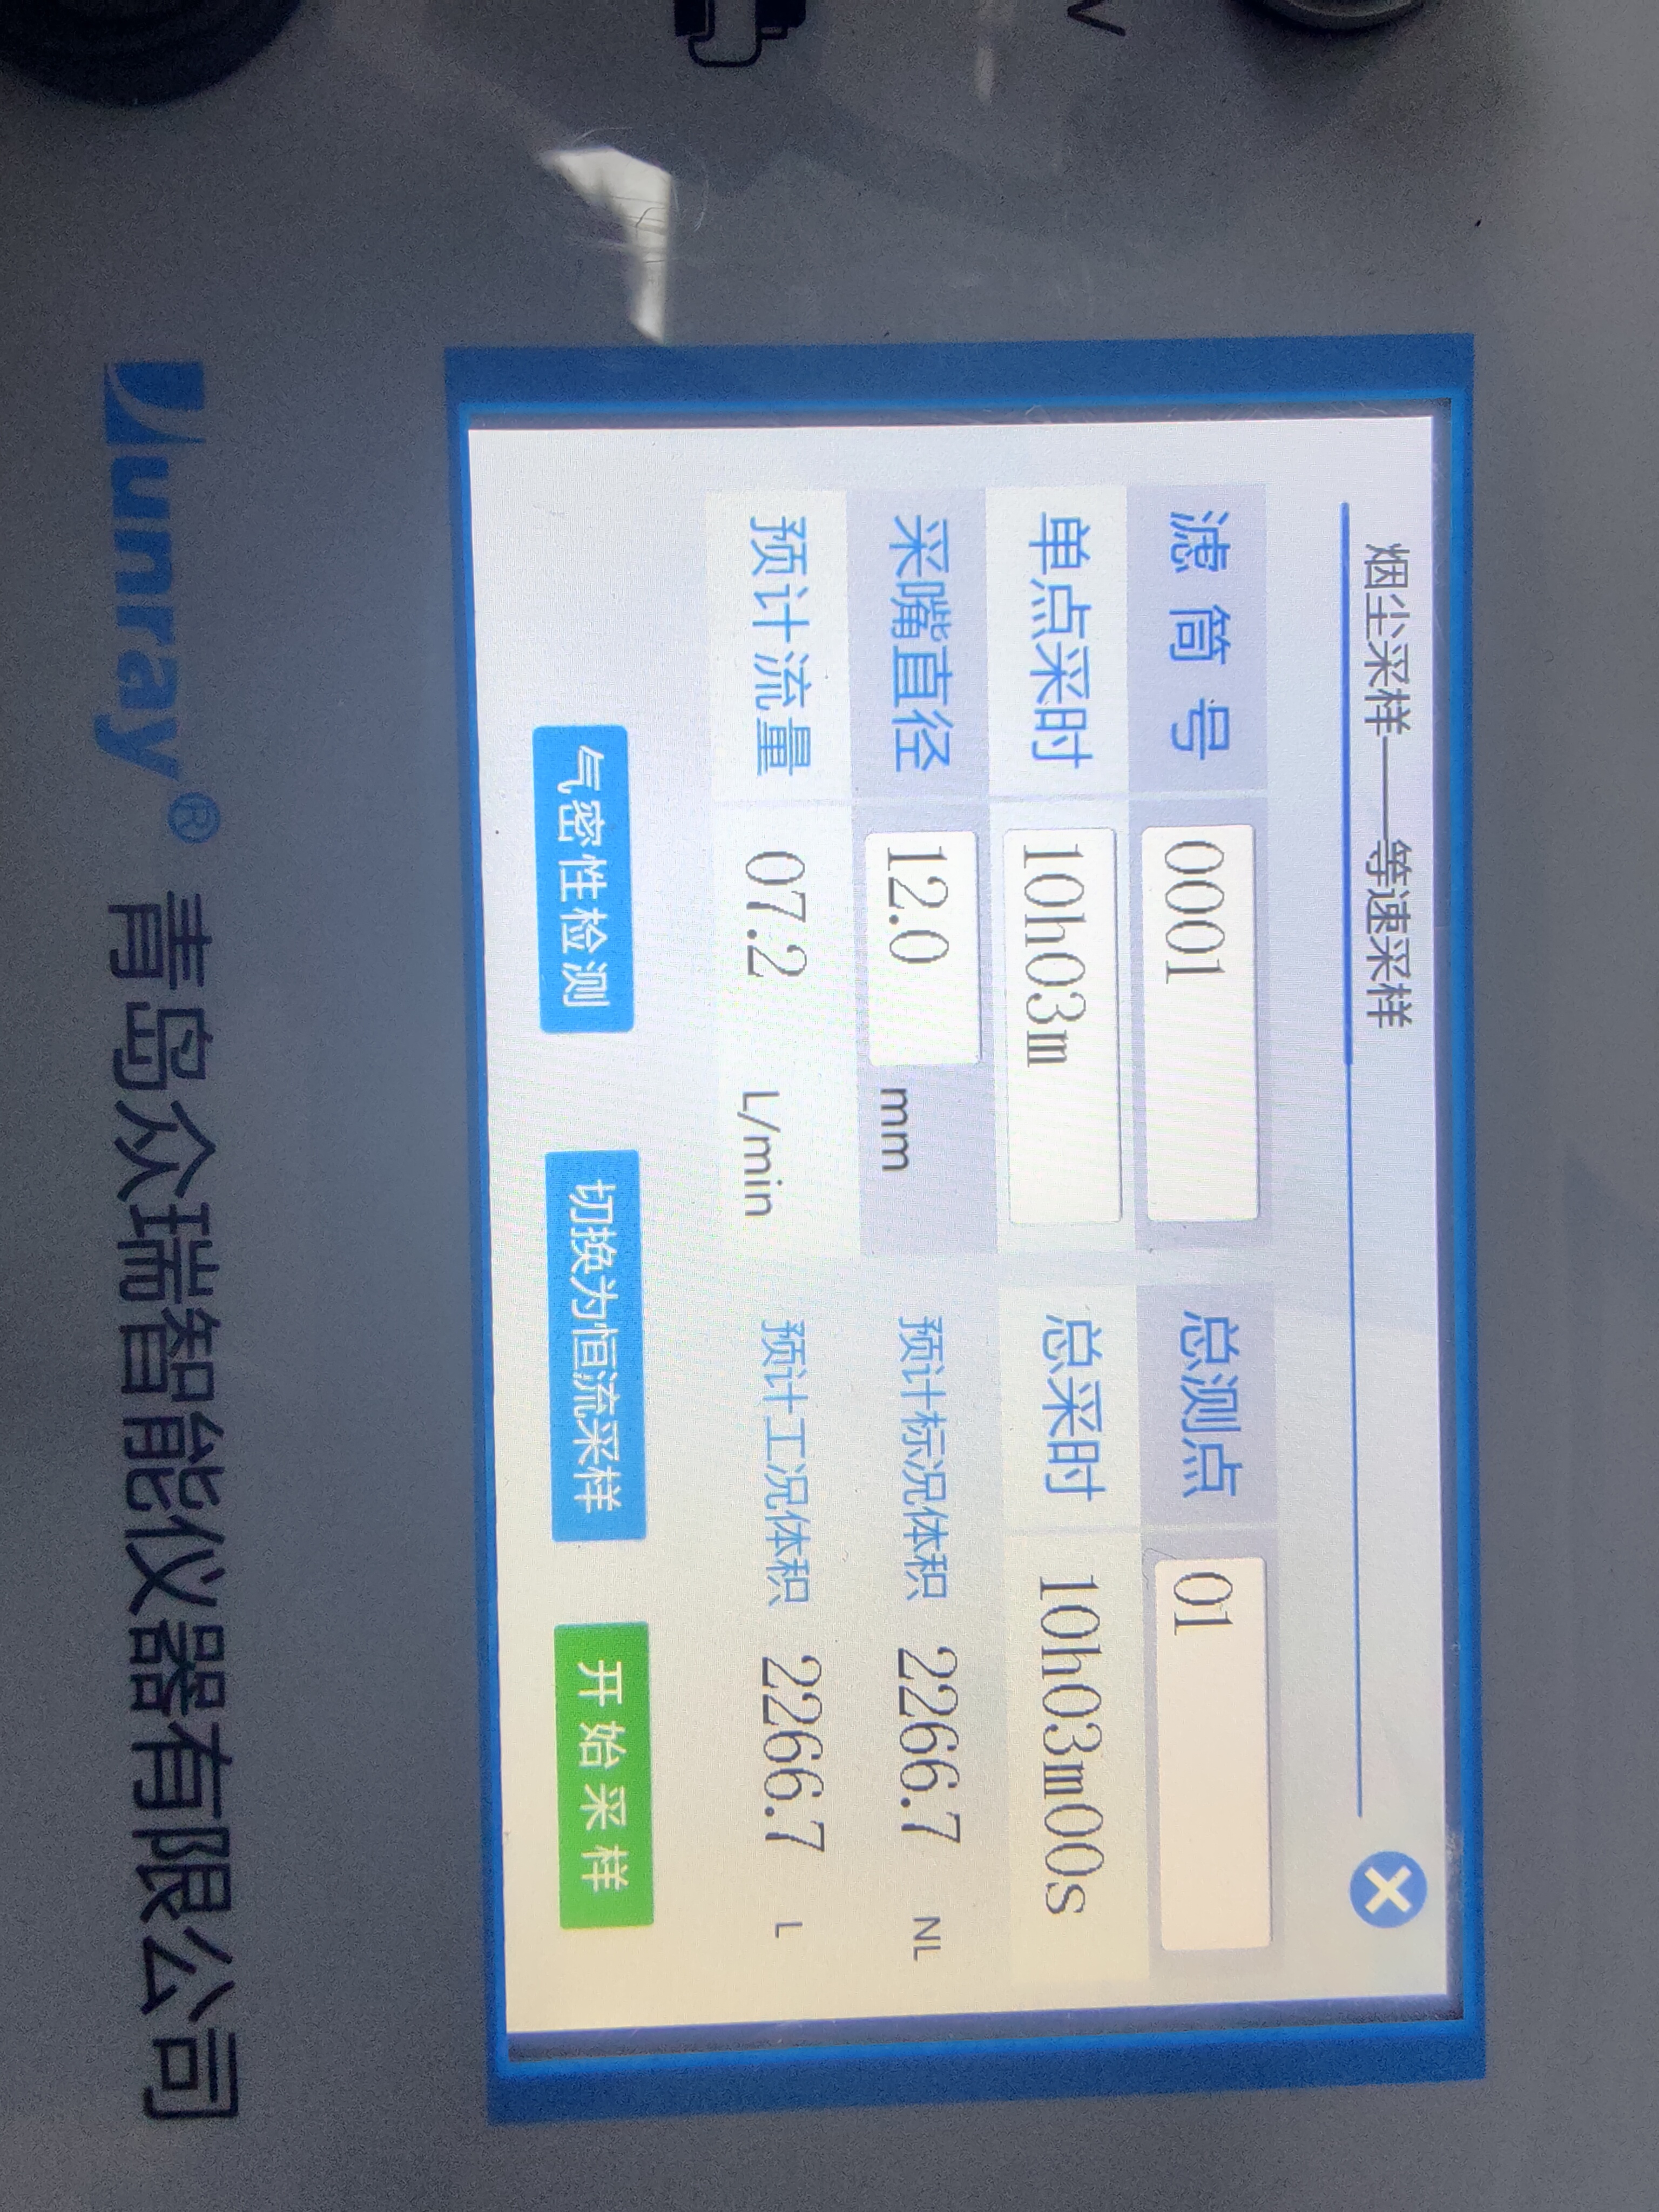 烟尘采样——等速采样
滤筒号 0001 总测点 01
单点采时 10h03m 总采时 10h03m00s
采嘴直径 12.0 mm 预计标况体积 2266.7 NL
预计流量 07.2 L/min 预计工况体积 2266.7 L
气密性检测 切换为恒流采样 开始采样
Junray® 青岛众瑞智能仪器有限公司